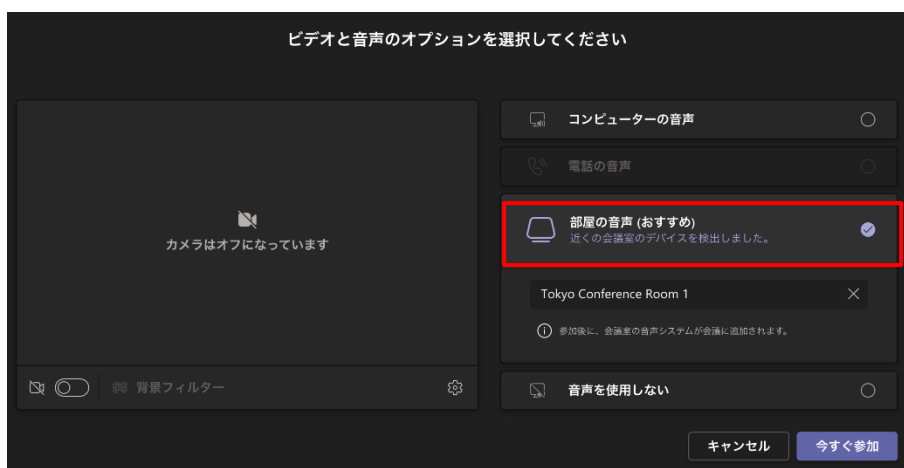 ビデオと音声のオプションを選択してください
コンピューターの音声
電話の音声
部屋の音声 (おすすめ)
近くの会議室のデバイスを検出しました。
Tokyo Conference Room 1
参加後に、会議室の音声システムが会議に追加されます。
音声を使用しない
カメラはオフになっています
背景フィルター
キャンセル
今すぐ参加